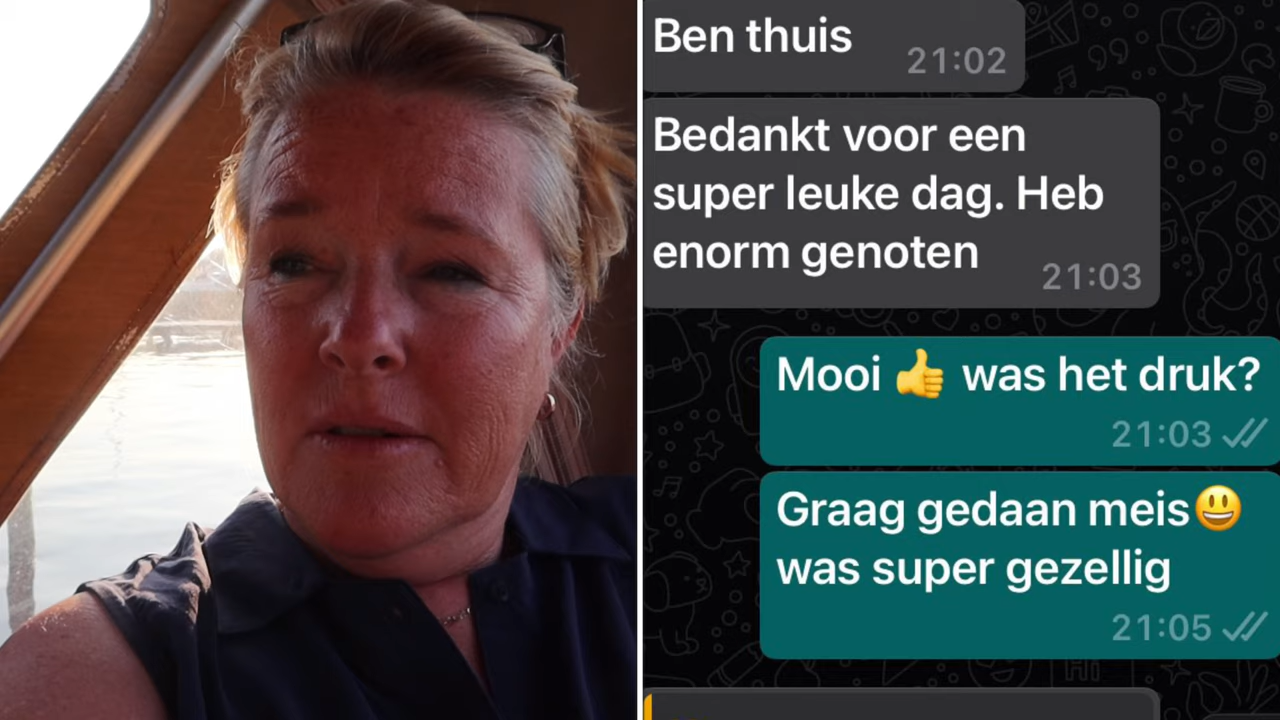 Ben thuis
21:02
Bedankt voor een
super leuke dag. Heb
enorm genoten
21:03
Mooi 👍 was het druk?
21:03
Graag gedaan meis😃
was super gezellig
21:05